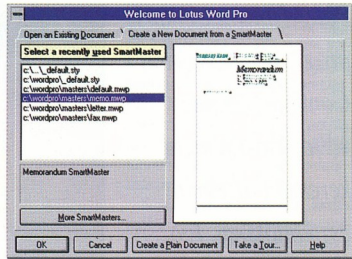 Welcome to Lotus Word Pro
Open an Existing Document
Create a New Document from a SmartMaster
Select a recently used SmartMaster
c:\...\_default.sty
c:\wordpro\_default.sty
c:\wordpro\masters\default.mwp
c:\wordpro\masters\memo.mwp
c:\wordpro\masters\letter.mwp
c:\wordpro\masters\fax.mwp
Company Name
Memorandum
Memorandum SmartMaster
More SmartMasters...
OK
Cancel
Create a Plain Document
Take a Tour...
Help